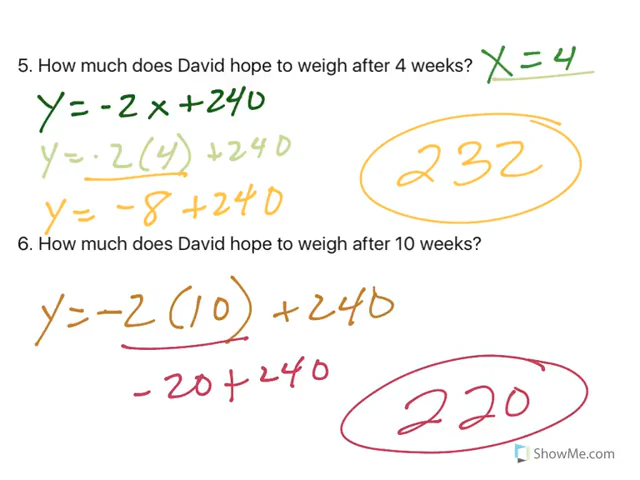 5. How much does David hope to weigh after 4 weeks? x = 4
y = -2x + 240
y = -2(4) + 240
232
y = -8 + 240
6. How much does David hope to weigh after 10 weeks?
y = -2(10) + 240
-20 + 240
220
ShowMe.com